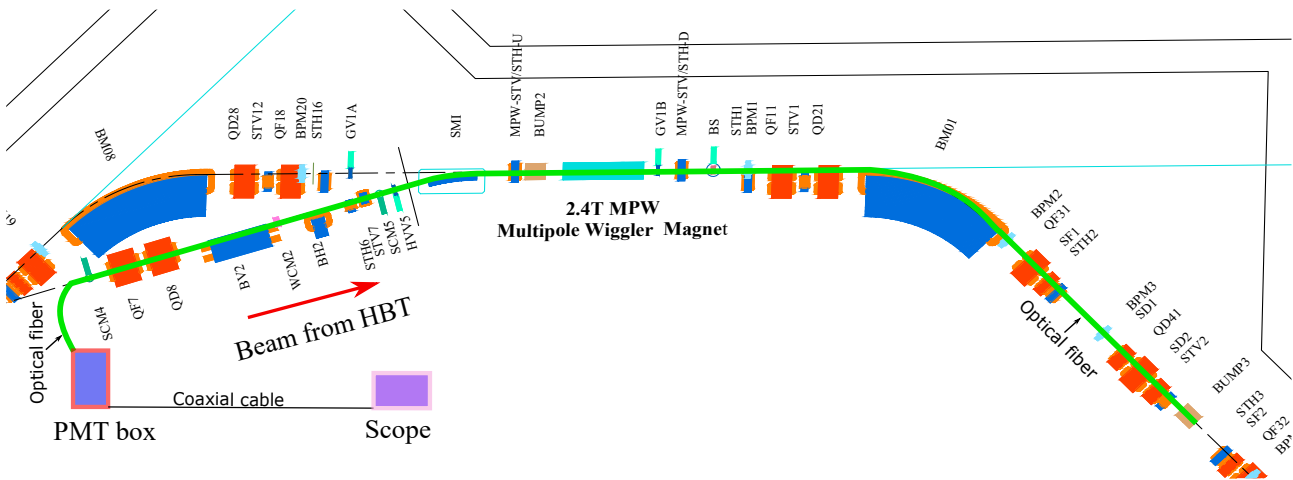 BM08
QD28
STV12
QF18
BPM20
STH16
GV1A
SMI
MPW-STV/STH-U
BUMP2
GV1B
MPW-STV/STH-D
BS
STH1
BPM1
QF11
STV1
QD21
BM01
2.4T MPW
Multipole Wiggler Magnet
BPM2
QF31
SF1
STH2
BPM3
SD1
QD41
SD2
STV2
BUMP3
STH3
SF2
QF32
SCM4
QF7
QD8
BV2
WCM2
BH2
STH6
STV7
SCM5
HVV5
Beam from HBT
Optical fiber
Optical fiber
Coaxial cable
PMT box
Scope